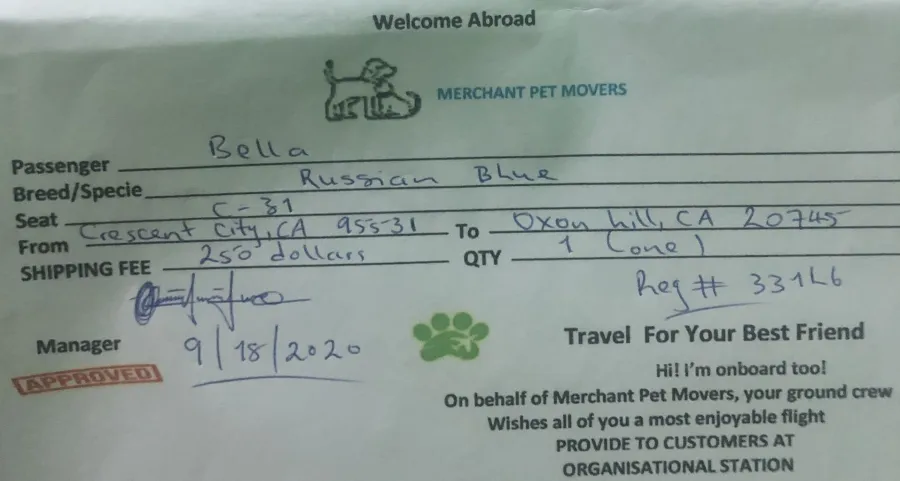 Welcome Abroad
MERCHANT PET MOVERS
Passenger Bella
Breed/Specie Russian Blue
Seat C-31
From Crescent City, CA 95531 To Oxon hill, CA 20745
SHIPPING FEE 250 dollars QTY 1 (one)
Reg # 331L6
Manager 9/18/2020
APPROVED
Travel For Your Best Friend
Hi! I'm onboard too!
On behalf of Merchant Pet Movers, your ground crew
Wishes all of you a most enjoyable flight
PROVIDE TO CUSTOMERS AT
ORGANISATIONAL STATION